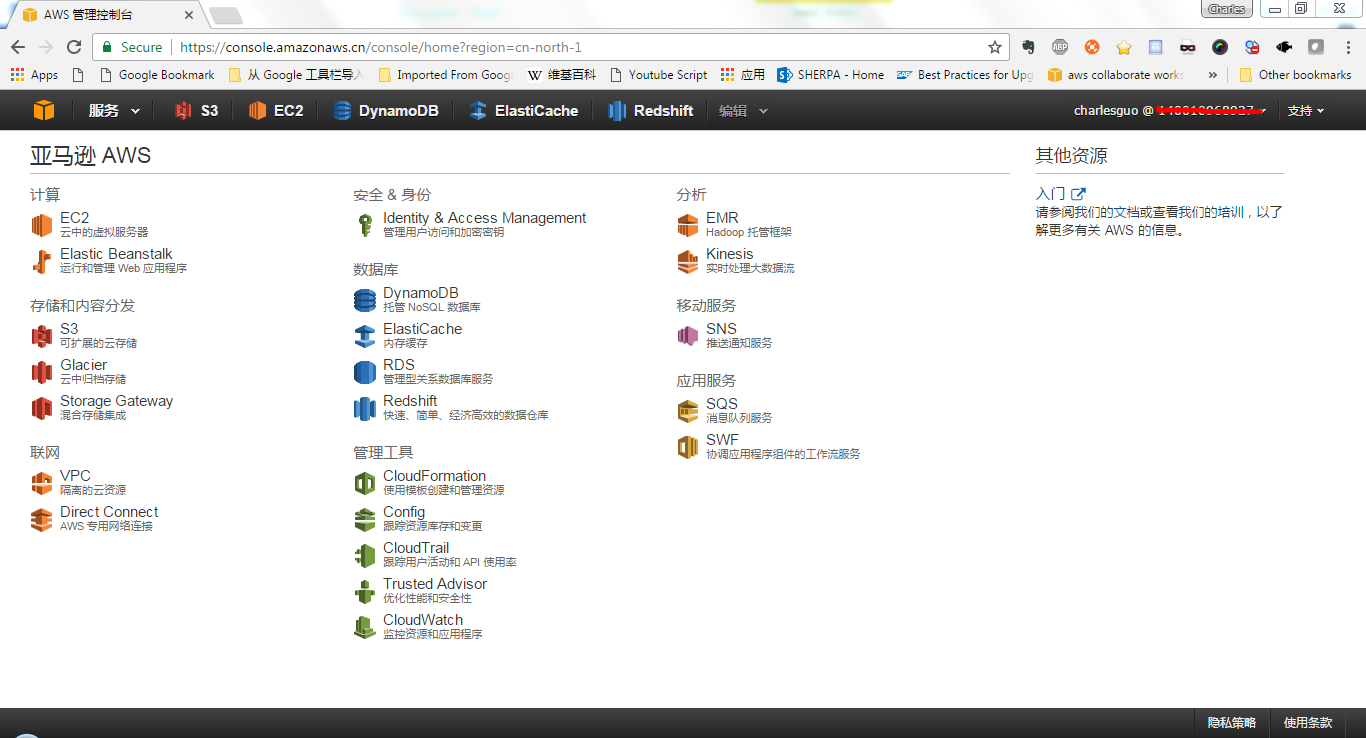 AWS 管理控制台
Charles
Secure
https://console.amazonaws.cn/console/home?region=cn-north-1
ABP
Apps
Google Bookmark
从 Google 工具栏导入
Imported From Googl
W 维基百科
Youtube Script
应用
SHERPA - Home
SAP Best Practices for Upg
aws collaborate works
»
Other bookmarks
服务
S3
EC2
DynamoDB
ElastiCache
Redshift
编辑
charlesguo @
支持
亚马逊 AWS
计算
EC2
云中的虚拟服务器
Elastic Beanstalk
运行和管理 Web 应用程序
存储和内容分发
S3
可扩展的云存储
Glacier
云中归档存储
Storage Gateway
混合存储集成
联网
VPC
隔离的云资源
Direct Connect
AWS 专用网络连接
安全 & 身份
Identity & Access Management
管理用户访问和加密密钥
数据库
DynamoDB
托管 NoSQL 数据库
ElastiCache
内存缓存
RDS
管理型关系数据库服务
Redshift
快速、简单、经济高效的数据仓库
管理工具
CloudFormation
使用模板创建和管理资源
Config
跟踪资源库存和变更
CloudTrail
跟踪用户活动和 API 使用率
Trusted Advisor
优化性能和安全性
CloudWatch
监控资源和应用程序
分析
EMR
Hadoop 托管框架
Kinesis
实时处理大数据流
移动服务
SNS
推送通知服务
应用服务
SQS
消息队列服务
SWF
协调应用程序组件的工作流服务
其他资源
入门
请参阅我们的文档或查看我们的培训，以了
解更多有关 AWS 的信息。
隐私策略
使用条款